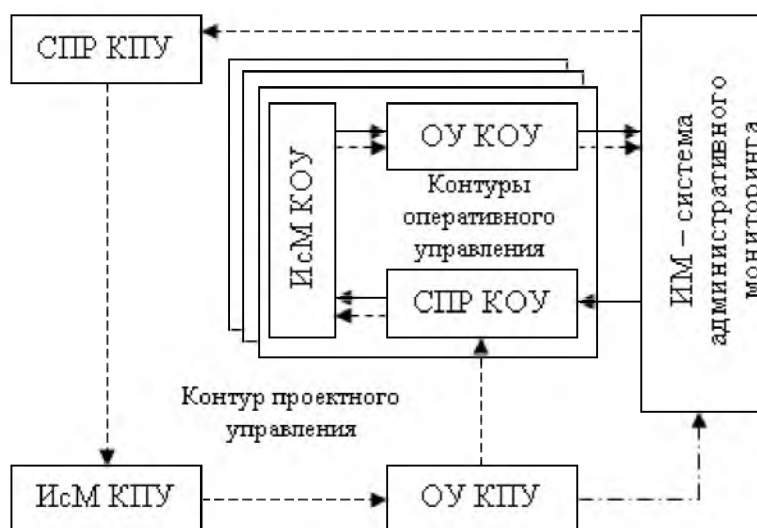 СПР КПУ
ИсМ КОУ
ОУ КОУ
Контуры
оперативного
управления
СПР КОУ
ИМ – система
административного
мониторинга
Контур проектного
управления
ИсМ КПУ
ОУ КПУ